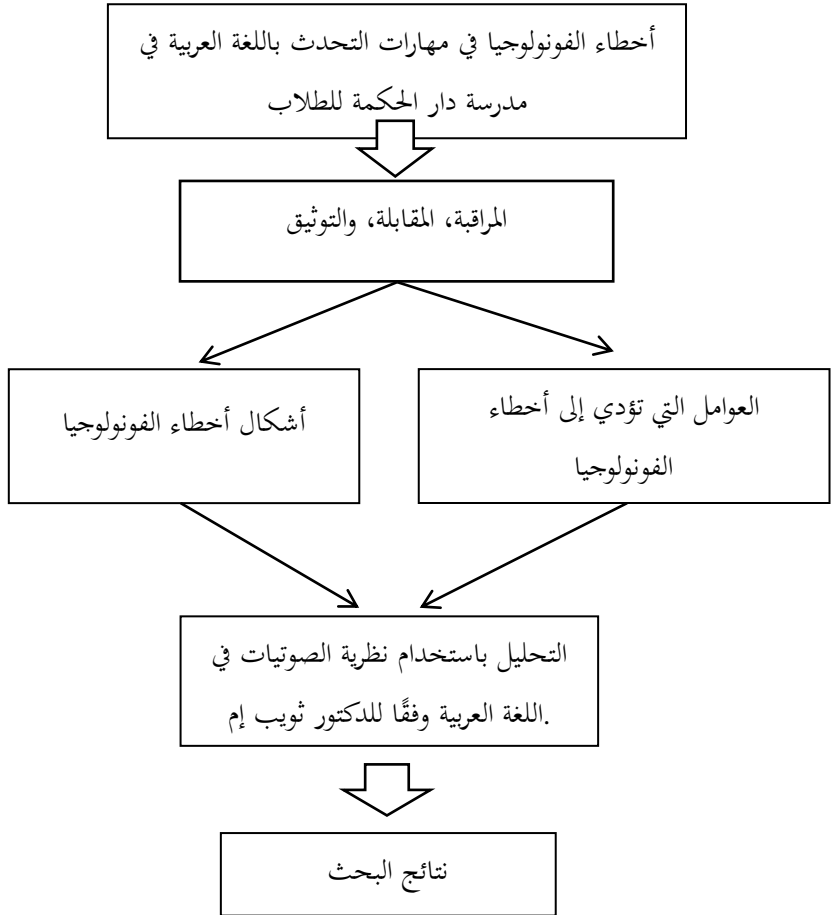 أخطاء الفونولوجيا في مهارات التحدث باللغة العربية في
مدرسة دار الحكمة للطلاب
المراقبة، المقابلة، والتوثيق
العوامل التي تؤدي إلى أخطاء
الفونولوجيا
أشكال أخطاء الفونولوجيا
التحليل باستخدام نظرية الصوتيات في
.اللغة العربية وفقًا للدكتور ثويب إم
نتائج البحث